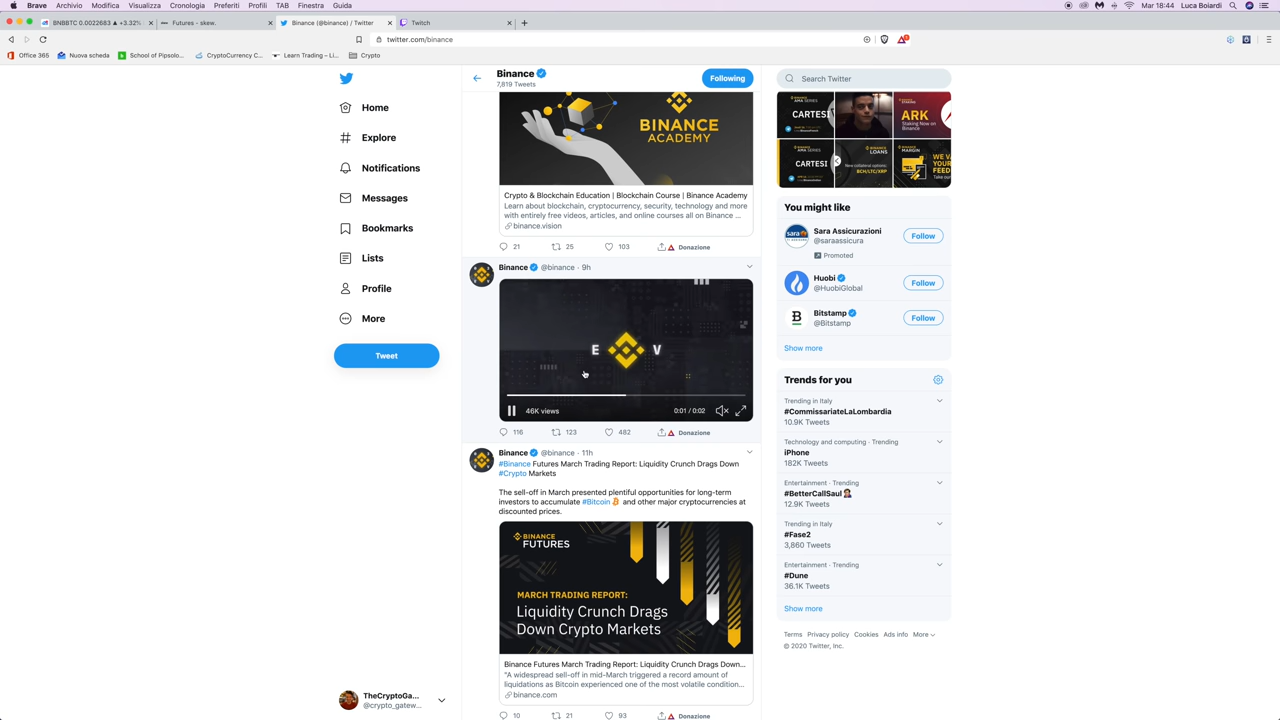 Brave Archivio Modifica Visualizza Cronologia Preferiti Profili TAB Finestra Guida
Mar 18:44 Luca Boiardi
BNBBTC 0.0022683 ▲ +3.32%
Futures - skew.
Binance (@binance) / Twitter
Twitch
twitter.com/binance
Office 365
Nuova scheda
School of Pipsolo...
CryptoCurrency C...
Learn Trading – Li...
Crypto
Home
Explore
Notifications
Messages
Bookmarks
Lists
Profile
More
Tweet
TheCryptoGa...
@crypto_gatew...
Binance
7,819 Tweets
Following
BINANCE
ACADEMY
Crypto & Blockchain Education | Blockchain Course | Binance Academy
Learn about blockchain, cryptocurrency, security, technology and more
with entirely free videos, articles, and online courses all on Binance ...
binance.vision
21 25 103 Donazione
Binance @binance · 9h
E V
46K views 0:01 / 0:02
116 123 482 Donazione
Binance @binance · 11h
#Binance Futures March Trading Report: Liquidity Crunch Drags Down
#Crypto Markets
The sell-off in March presented plentiful opportunities for long-term
investors to accumulate #Bitcoin and other major cryptocurrencies at
discounted prices.
BINANCE
FUTURES
MARCH TRADING REPORT:
Liquidity Crunch Drags
Down Crypto Markets
Binance Futures March Trading Report: Liquidity Crunch Drags Down...
"A widespread sell-off in mid-March triggered a record amount of
liquidations as Bitcoin experienced one of the most volatile condition...
binance.com
10 21 93 Donazione
Search Twitter
CARTESI
ARK
Staking Now on
Binance
CARTESI
BINANCE
LOANS
New collateral options:
BCH/LTC/XRP
BINANCE
MARGIN
WE VA
YOUR
FEED
You might like
Sara Assicurazioni
@saraassicura
Follow
Promoted
Huobi
@HuobiGlobal
Follow
Bitstamp
@Bitstamp
Follow
Show more
Trends for you
Trending in Italy
#CommissariateLaLombardia
10.9K Tweets
Technology and computing · Trending
iPhone
182K Tweets
Entertainment · Trending
#BetterCallSaul
12.9K Tweets
Trending in Italy
#Fase2
3,860 Tweets
Entertainment · Trending
#Dune
36.1K Tweets
Show more
Terms Privacy policy Cookies Ads info More
© 2020 Twitter, Inc.